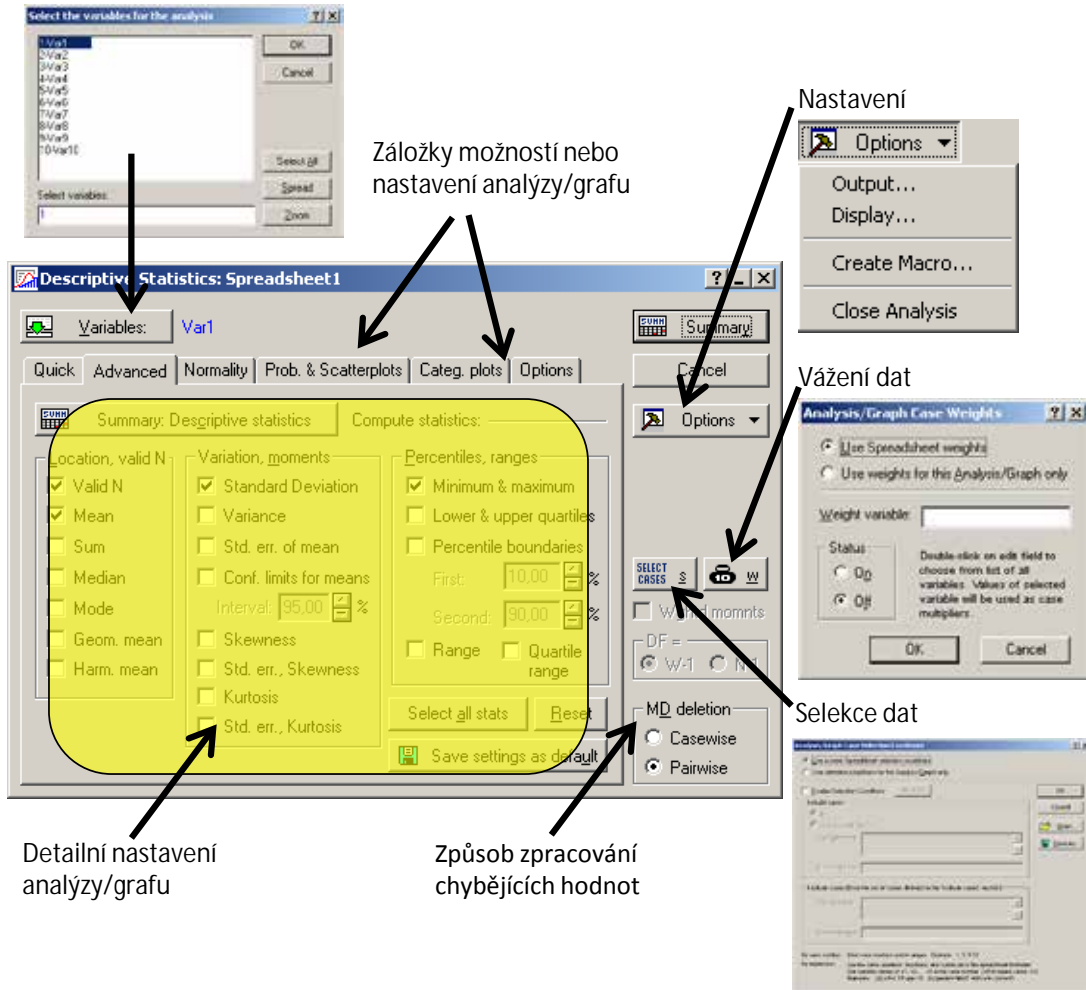 Select the variables for the analysis
1-Var1
2-Var2
3-Var3
4-Var4
5-Var5
6-Var6
7-Var7
8-Var8
9-Var9
10-Var10
OK
Cancel
Select All
Spread
Zoom
Select variables:
1
Záložky možností nebo
nastavení analýzy/grafu
Nastavení
Options
Output...
Display...
Create Macro...
Close Analysis
Descriptive Statistics: Spreadsheet1
Variables:
Var1
SUMM
Summary
Quick
Advanced
Normality
Prob. & Scatterplots
Categ. plots
Options
Cancel
Options
SUMM
Summary: Descriptive statistics
Compute statistics:
Location, valid N
Valid N
Mean
Sum
Median
Mode
Geom. mean
Harm. mean
Variation, moments
Standard Deviation
Variance
Std. err. of mean
Conf. limits for means
Interval: 95,00 %
Skewness
Std. err., Skewness
Kurtosis
Std. err., Kurtosis
Percentiles, ranges
Minimum & maximum
Lower & upper quartiles
Percentile boundaries
First: 10,00 %
Second: 90,00 %
Range
Quartile
range
Select all stats
Reset
Save settings as default
SELECT
CASES
S
W
momnts
DF =
W-1
N-1
MD deletion
Casewise
Pairwise
Vážení dat
Analysis/Graph Case Weights
Use Spreadsheet weights
Use weights for this Analysis/Graph only
Weight variable:
Status
On
Off
Double-click on edit field to
choose from list of all
variables. Values of selected
variable will be used as case
multipliers.
OK
Cancel
Selekce dat
Detailní nastavení
analýzy/grafu
Způsob zpracování
chybějících hodnot